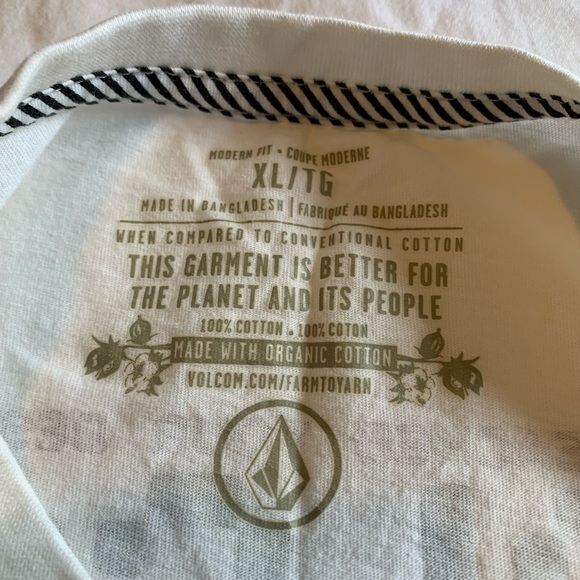 MODERN FIT • COUPE MODERNE
XL/TG
MADE IN BANGLADESH | FABRIQUÉ AU BANGLADESH
WHEN COMPARED TO CONVENTIONAL COTTON
THIS GARMENT IS BETTER FOR
THE PLANET AND ITS PEOPLE
100% COTTON • 100% COTON
MADE WITH ORGANIC COTTON
VOLCOM.COM/FARMTOYARN